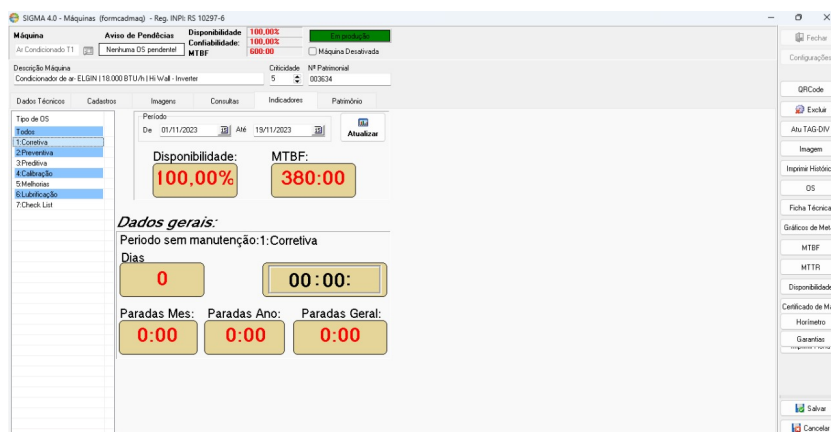 SIGMA 4.0 - Máquinas (formcadmaq) - Reg. INPI: RS 10297-6
Máquina
Aviso de Pendêcias
Disponibilidade 100,00%
Confiabilidade: 100,00%
MTBF 600:00
Em produção
Ar Condicionado T1
Nenhuma OS pendente!
Máquina Desativada
Descrição Máquina
Criticidade
Nº Patrimonial
Condicionador de ar- ELGIN | 18.000 BTU/h | Hi Wall - Inverter
5
003634
Dados Técnicos
Cadastros
Imagens
Consultas
Indicadores
Patrimônio
Tipo de OS
Todos
1:Corretiva
2:Preventiva
3:Preditiva
4:Calibração
5:Melhorias
6:Lubrificação
7:Check List
Período
De 01/11/2023 Até 19/11/2023
Atualizar
Disponibilidade: MTBF:
100,00% 380:00
Dados gerais:
Periodo sem manutenção:1:Corretiva
Dias
0 00:00:
Paradas Mes: Paradas Ano: Paradas Geral:
0:00 0:00 0:00
Fechar
Configurações
QRCode
Excluir
Atu TAG-DIV
Imagem
Imprimir Históric
OS
Ficha Técnica
Gráficos de Met
MTBF
MTTR
Disponibilidade
Certificado de Ma
Horímetro
Garantias
Salvar
Cancelar